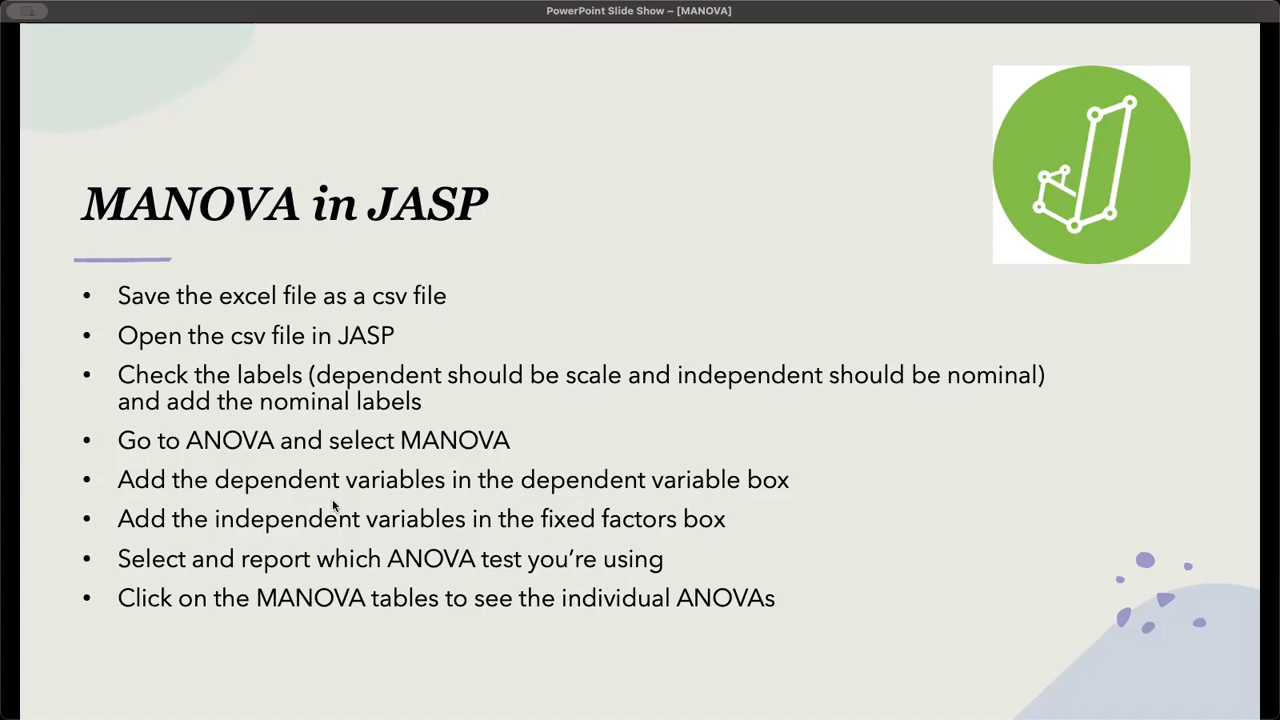 PowerPoint Slide Show – [MANOVA]
MANOVA in JASP
• Save the excel file as a csv file
• Open the csv file in JASP
• Check the labels (dependent should be scale and independent should be nominal)
and add the nominal labels
• Go to ANOVA and select MANOVA
• Add the dependent variables in the dependent variable box
• Add the independent variables in the fixed factors box
• Select and report which ANOVA test you’re using
• Click on the MANOVA tables to see the individual ANOVAs